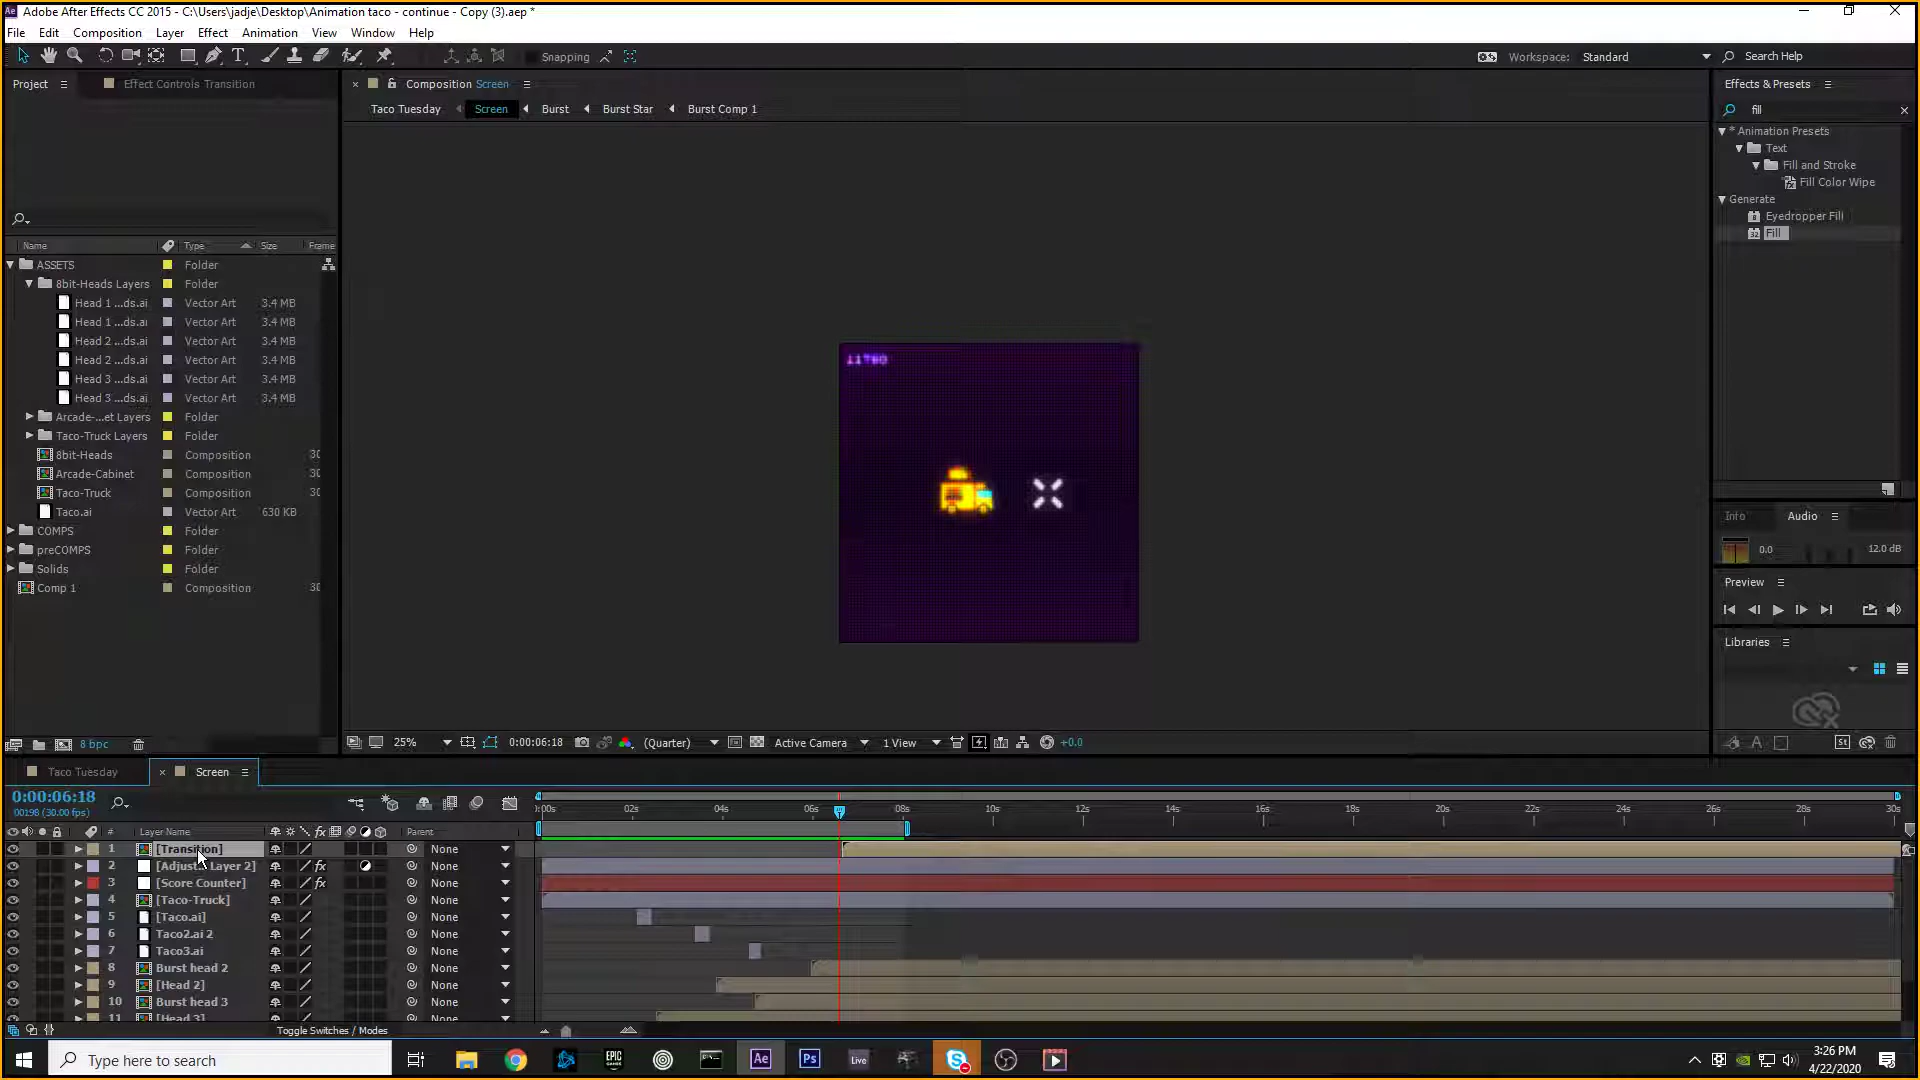 Adobe After Effects CC 2015 - C:\Users\jadje\Desktop\Animation taco - continue - Copy (3).aep *
File Edit Composition Layer Effect Animation View Window Help
Snapping
Workspace: Standard
Search Help
Project
Effect Controls Transition
Composition Screen
Taco Tuesday Screen Burst Burst Star Burst Comp 1
Effects & Presets
fill
* Animation Presets
Text
Fill and Stroke
Fill Color Wipe
Generate
Eyedropper Fill
Fill
Name Type Size Frame
ASSETS Folder
8bit-Heads Layers Folder
Head 1 ...ds.ai Vector Art 3.4 MB
Head 1 ...ds.ai Vector Art 3.4 MB
Head 2 ...ds.ai Vector Art 3.4 MB
Head 2 ...ds.ai Vector Art 3.4 MB
Head 3 ...ds.ai Vector Art 3.4 MB
Head 3 ...ds.ai Vector Art 3.4 MB
Arcade-...et Layers Folder
Taco-Truck Layers Folder
8bit-Heads Composition 30
Arcade-Cabinet Composition 30
Taco-Truck Composition 30
Taco.ai Vector Art 630 KB
COMPS Folder
preCOMPS Folder
Solids Folder
Comp 1 Composition 30
8 bpc
11780
Info Audio
0.0 12.0 dB
Preview
Libraries
25% 0:00:06:18 (Quarter) Active Camera 1 View +0.0
Taco Tuesday Screen
0:00:06:18
00198 (30.00 fps)
:00s 02s 04s 06s 08s 10s 12s 14s 16s 18s 20s 22s 24s 26s 28s 30s
# Layer Name fx Parent
1 [Transition] None
2 [Adjust... Layer 2] fx None
3 [Score Counter] fx None
4 [Taco-Truck] None
5 [Taco.ai] None
6 Taco2.ai 2 None
7 Taco3.ai None
8 Burst head 2 None
9 [Head 2] None
10 Burst head 3 None
11 [Head 3] None
Toggle Switches / Modes
Type here to search
EPIC GAMES
Ae
Ps
Live
3:26 PM
4/22/2020